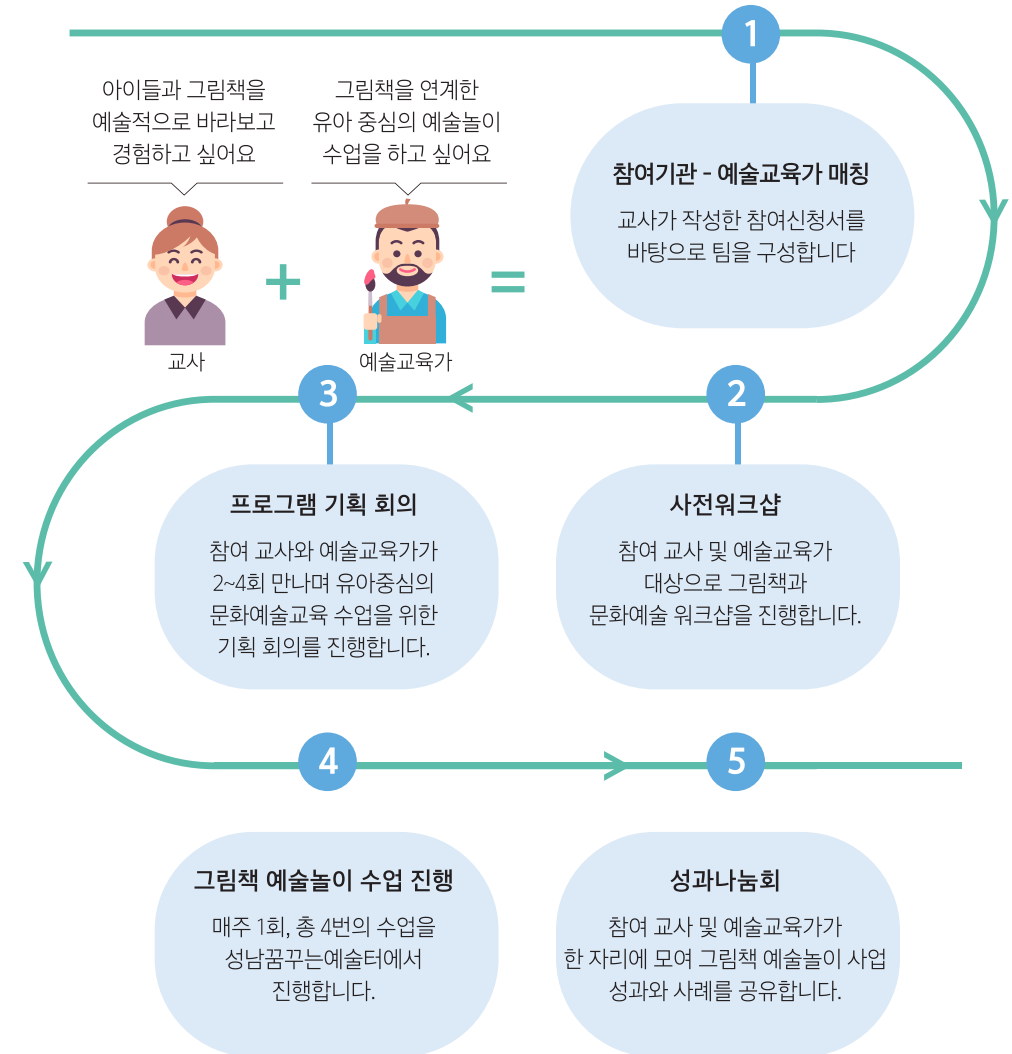 1
아이들과 그림책을
예술적으로 바라보고
경험하고 싶어요
그림책을 연계한
유아 중심의 예술놀이
수업을 하고 싶어요
교사
+
예술교육가
=
참여기관 - 예술교육가 매칭
교사가 작성한 참여신청서를
바탕으로 팀을 구성합니다
2
사전워크샵
참여 교사 및 예술교육가
대상으로 그림책과
문화예술 워크샵을 진행합니다.
3
프로그램 기획 회의
참여 교사와 예술교육가가
2~4회 만나며 유아중심의
문화예술교육 수업을 위한
기획 회의를 진행합니다.
4
그림책 예술놀이 수업 진행
매주 1회, 총 4번의 수업을
성남꿈꾸는예술터에서
진행합니다.
5
성과나눔회
참여 교사 및 예술교육가가
한 자리에 모여 그림책 예술놀이 사업
성과와 사례를 공유합니다.